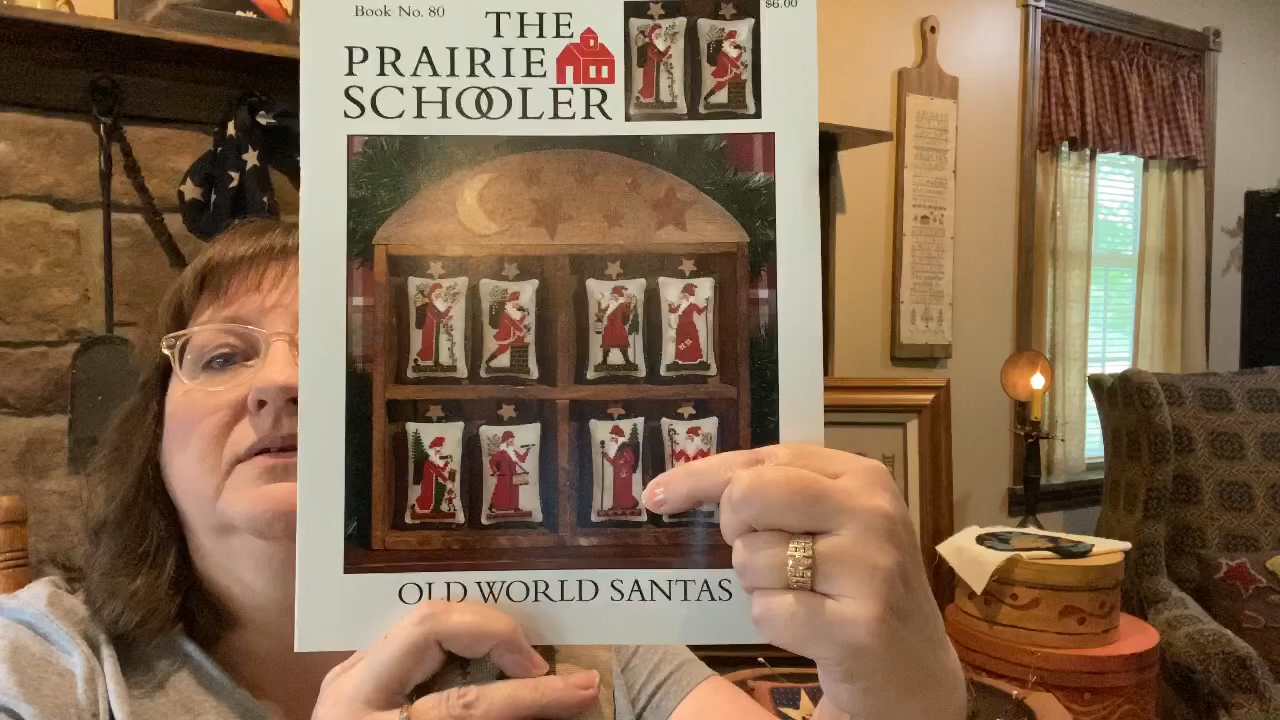 Book No. 80
$6.00
THE
PRAIRIE
SCHOOLER
OLD WORLD SANTAS